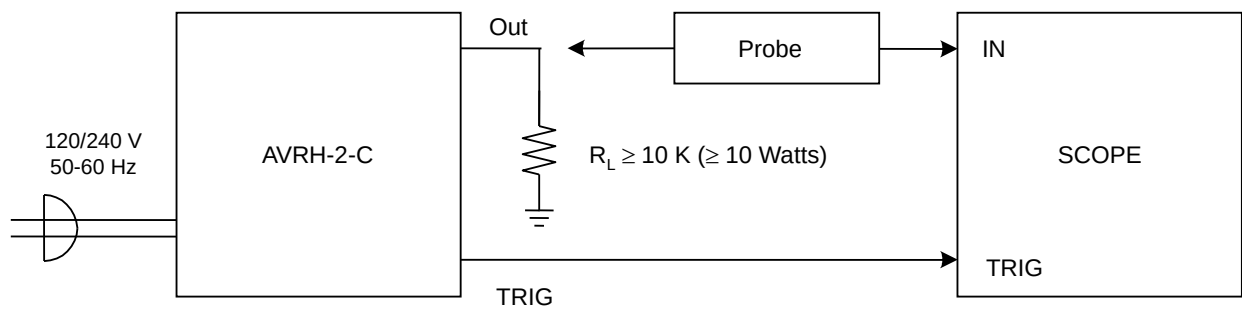 Out
Probe
IN
120/240 V
50-60 Hz
AVRH-2-C
R_L ≥ 10 K (≥ 10 Watts)
SCOPE
TRIG
TRIG